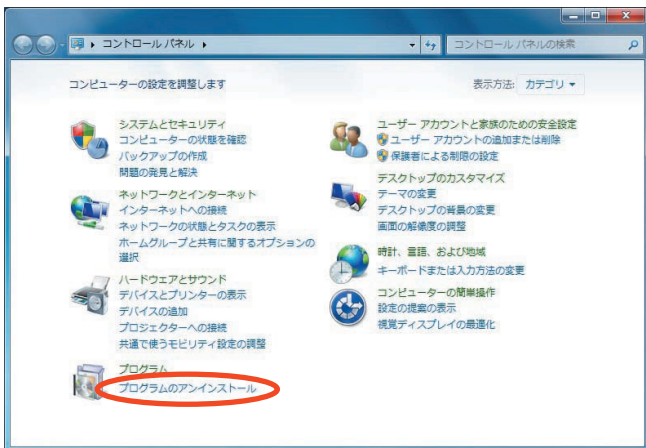 コントロール パネル
コントロール パネルの検索
コンピューターの設定を調整します
表示方法: カテゴリ
システムとセキュリティ
コンピューターの状態を確認
バックアップの作成
問題の発見と解決
ネットワークとインターネット
インターネットへの接続
ネットワークの状態とタスクの表示
ホームグループと共有に関するオプションの
選択
ハードウェアとサウンド
デバイスとプリンターの表示
デバイスの追加
プロジェクターへの接続
共通で使うモビリティ設定の調整
プログラム
プログラムのアンインストール
ユーザー アカウントと家族のための安全設定
ユーザー アカウントの追加または削除
保護者による制限の設定
デスクトップのカスタマイズ
テーマの変更
デスクトップの背景の変更
画面の解像度の調整
時計、言語、および地域
キーボードまたは入力方法の変更
コンピューターの簡単操作
設定の提案の表示
視覚ディスプレイの最適化